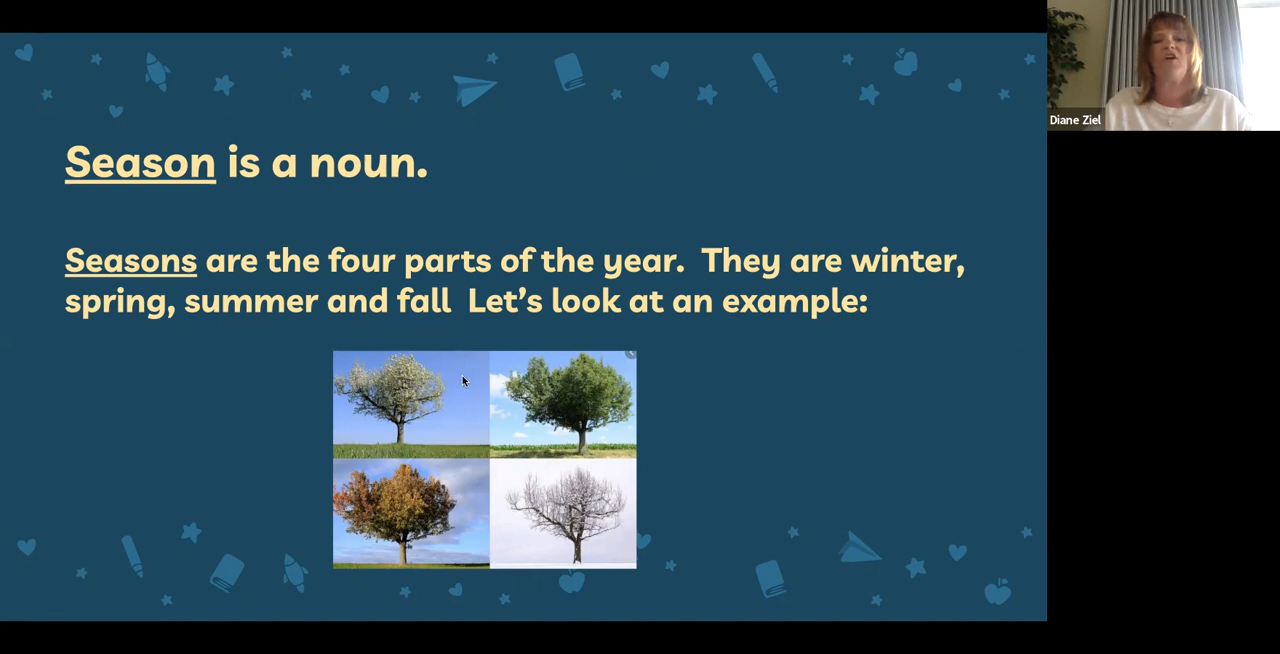 Season is a noun.
Seasons are the four parts of the year.  They are winter,
spring, summer and fall  Let's look at an example:
Diane Ziel